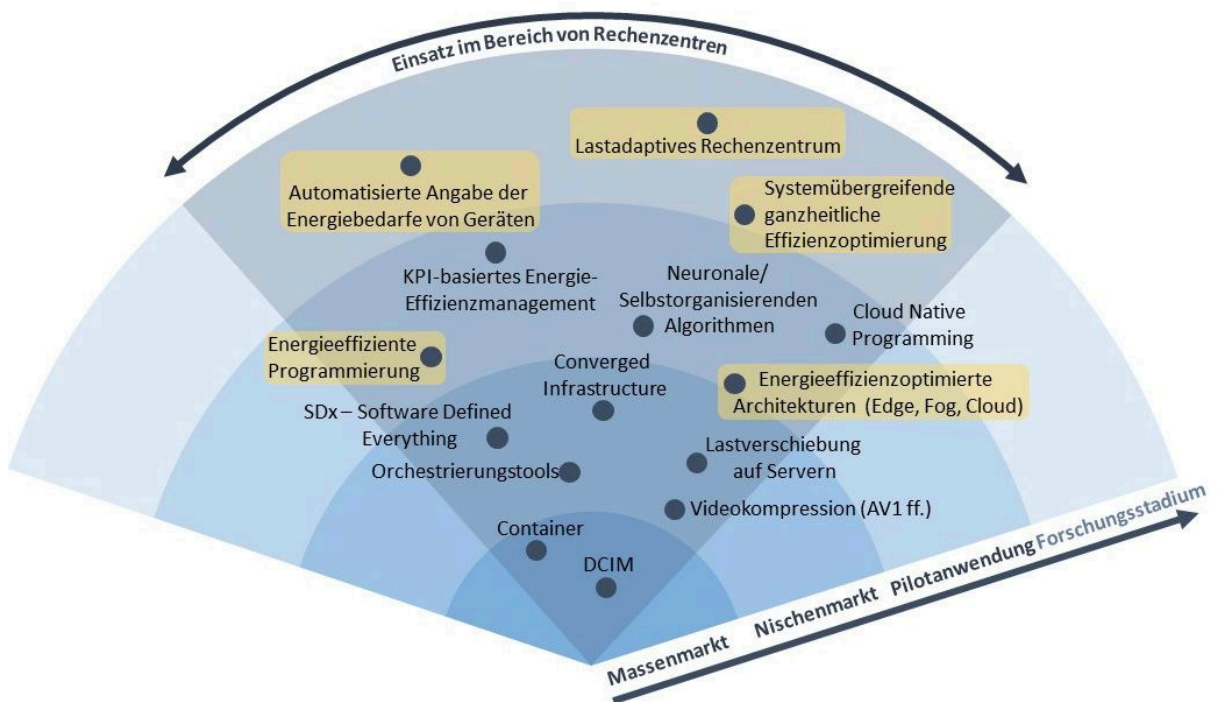 Einsatz im Bereich von Rechenzentren
Lastadaptives Rechenzentrum
Automatisierte Angabe der
Energiebedarfe von Geräten
Systemübergreifende
ganzheitliche
Effizienzoptimierung
KPI-basiertes Energie-
Effizienzmanagement
Neuronale/
Selbstorganisierenden
Algorithmen
Cloud Native
Programming
Energieeffiziente
Programmierung
Converged
Infrastructure
Energieeffizienzoptimierte
Architekturen (Edge, Fog, Cloud)
SDx – Software Defined
Everything
Lastverschiebung
auf Servern
Orchestrierungstools
Videokompression (AV1 ff.)
Container
DCIM
Massenmarkt Nischenmarkt Pilotanwendung Forschungsstadium